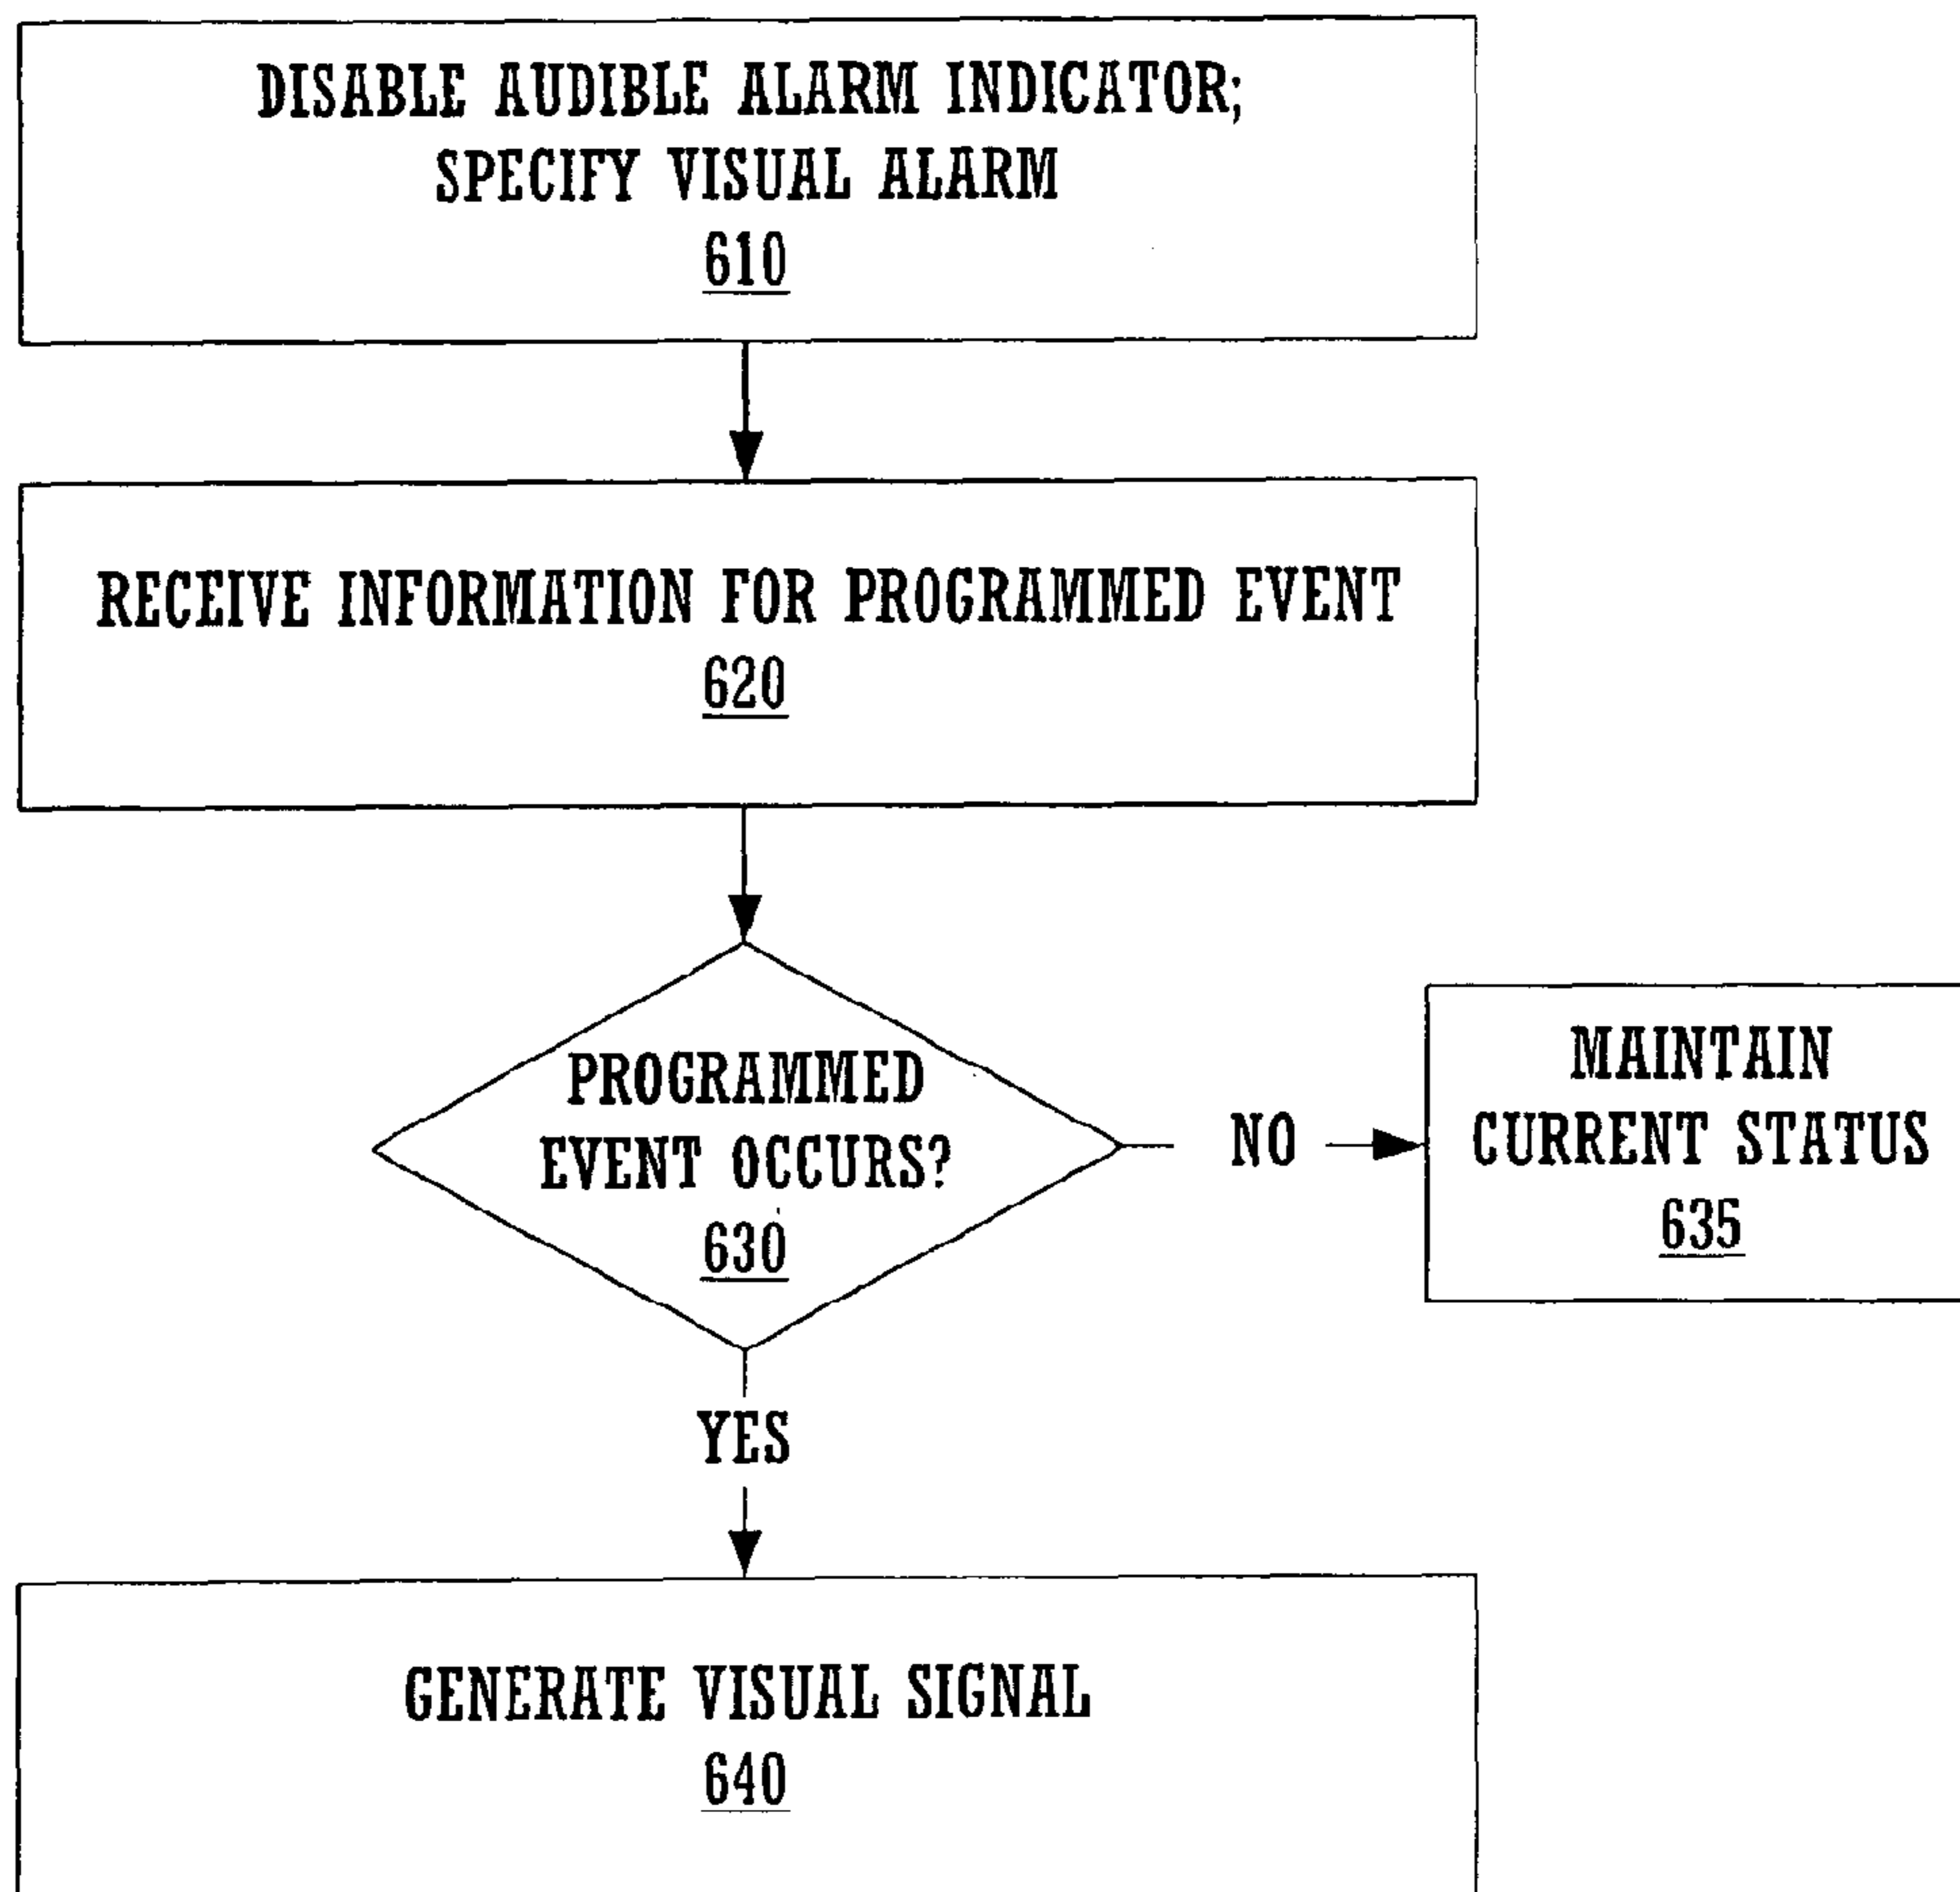 DISABLE AUDIBLE ALARM INDICATOR;
SPECIFY VISUAL ALARM
610
RECEIVE INFORMATION FOR PROGRAMMED EVENT
620
PROGRAMMED
EVENT OCCURS?
630
NO
MAINTAIN
CURRENT STATUS
635
YES
GENERATE VISUAL SIGNAL
640